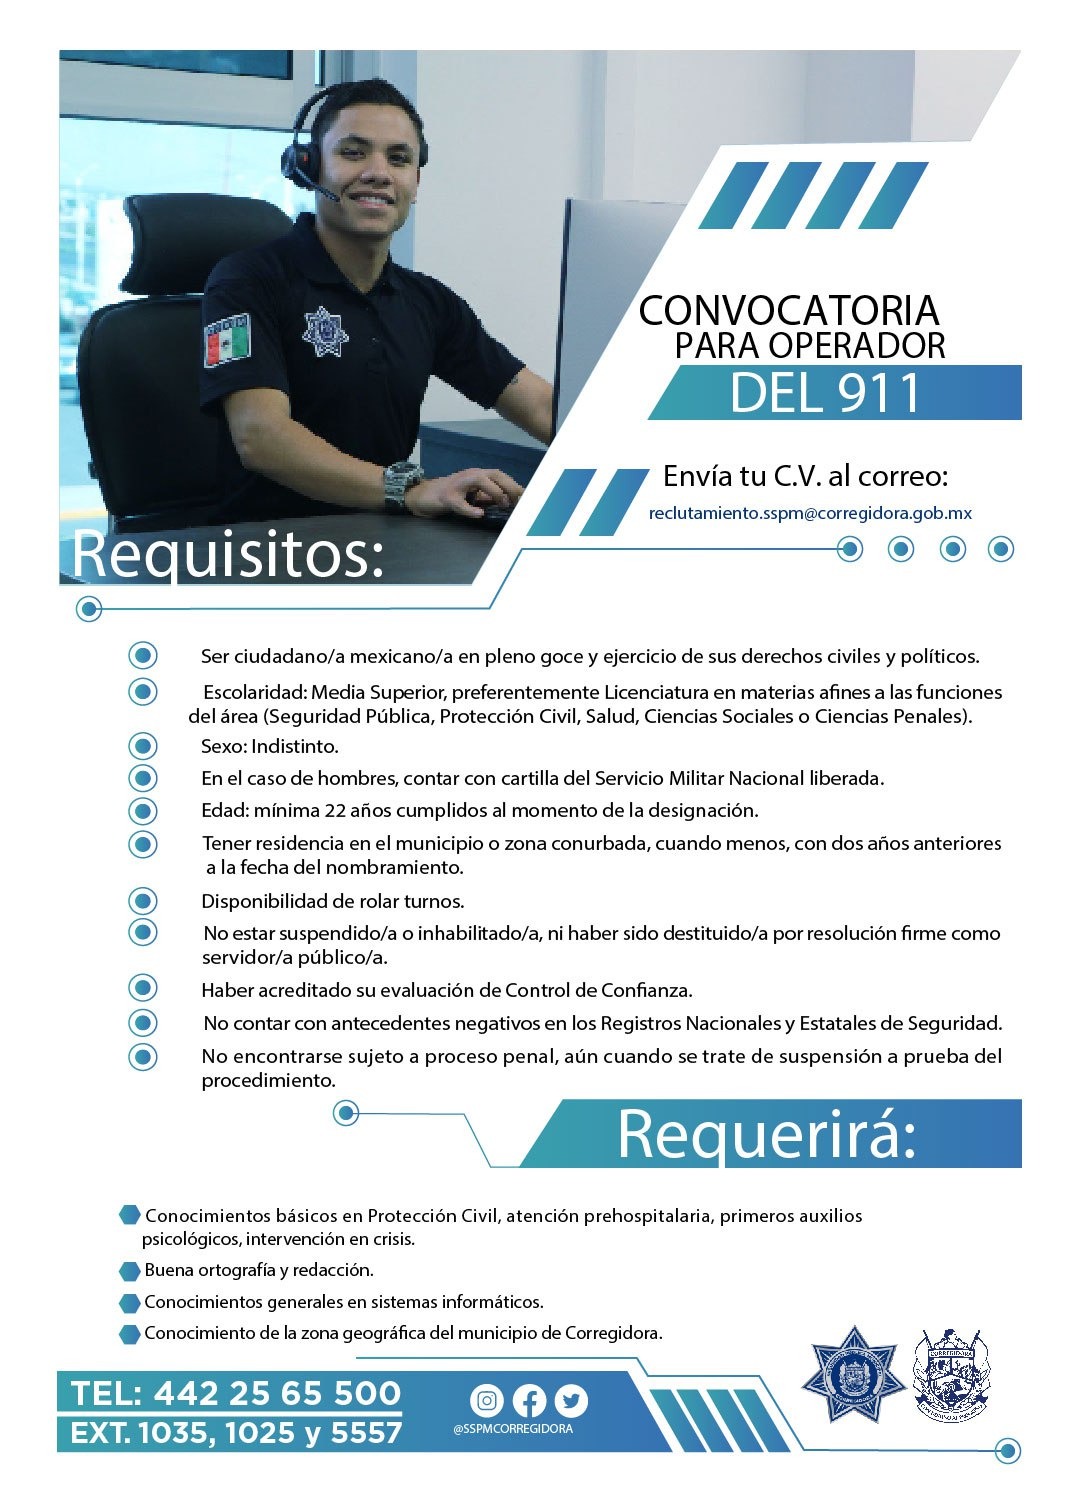 CONVOCATORIA
PARA OPERADOR
DEL 911
Envía tu C.V. al correo:
reclutamiento.sspm@corregidora.gob.mx
Requisitos:
Ser ciudadano/a mexicano/a en pleno goce y ejercicio de sus derechos civiles y políticos.
Escolaridad: Media Superior, preferentemente Licenciatura en materias afines a las funciones
del área (Seguridad Pública, Protección Civil, Salud, Ciencias Sociales o Ciencias Penales).
Sexo: Indistinto.
En el caso de hombres, contar con cartilla del Servicio Militar Nacional liberada.
Edad: mínima 22 años cumplidos al momento de la designación.
Tener residencia en el municipio o zona conurbada, cuando menos, con dos años anteriores
a la fecha del nombramiento.
Disponibilidad de rolar turnos.
No estar suspendido/a o inhabilitado/a, ni haber sido destituido/a por resolución firme como
servidor/a público/a.
Haber acreditado su evaluación de Control de Confianza.
No contar con antecedentes negativos en los Registros Nacionales y Estatales de Seguridad.
No encontrarse sujeto a proceso penal, aún cuando se trate de suspensión a prueba del
procedimiento.
Requerirá:
Conocimientos básicos en Protección Civil, atención prehospitalaria, primeros auxilios
psicológicos, intervención en crisis.
Buena ortografía y redacción.
Conocimientos generales en sistemas informáticos.
Conocimiento de la zona geográfica del municipio de Corregidora.
TEL: 442 25 65 500
EXT. 1035, 1025 y 5557
@SSPMCORREGIDORA
CORREGIDORA